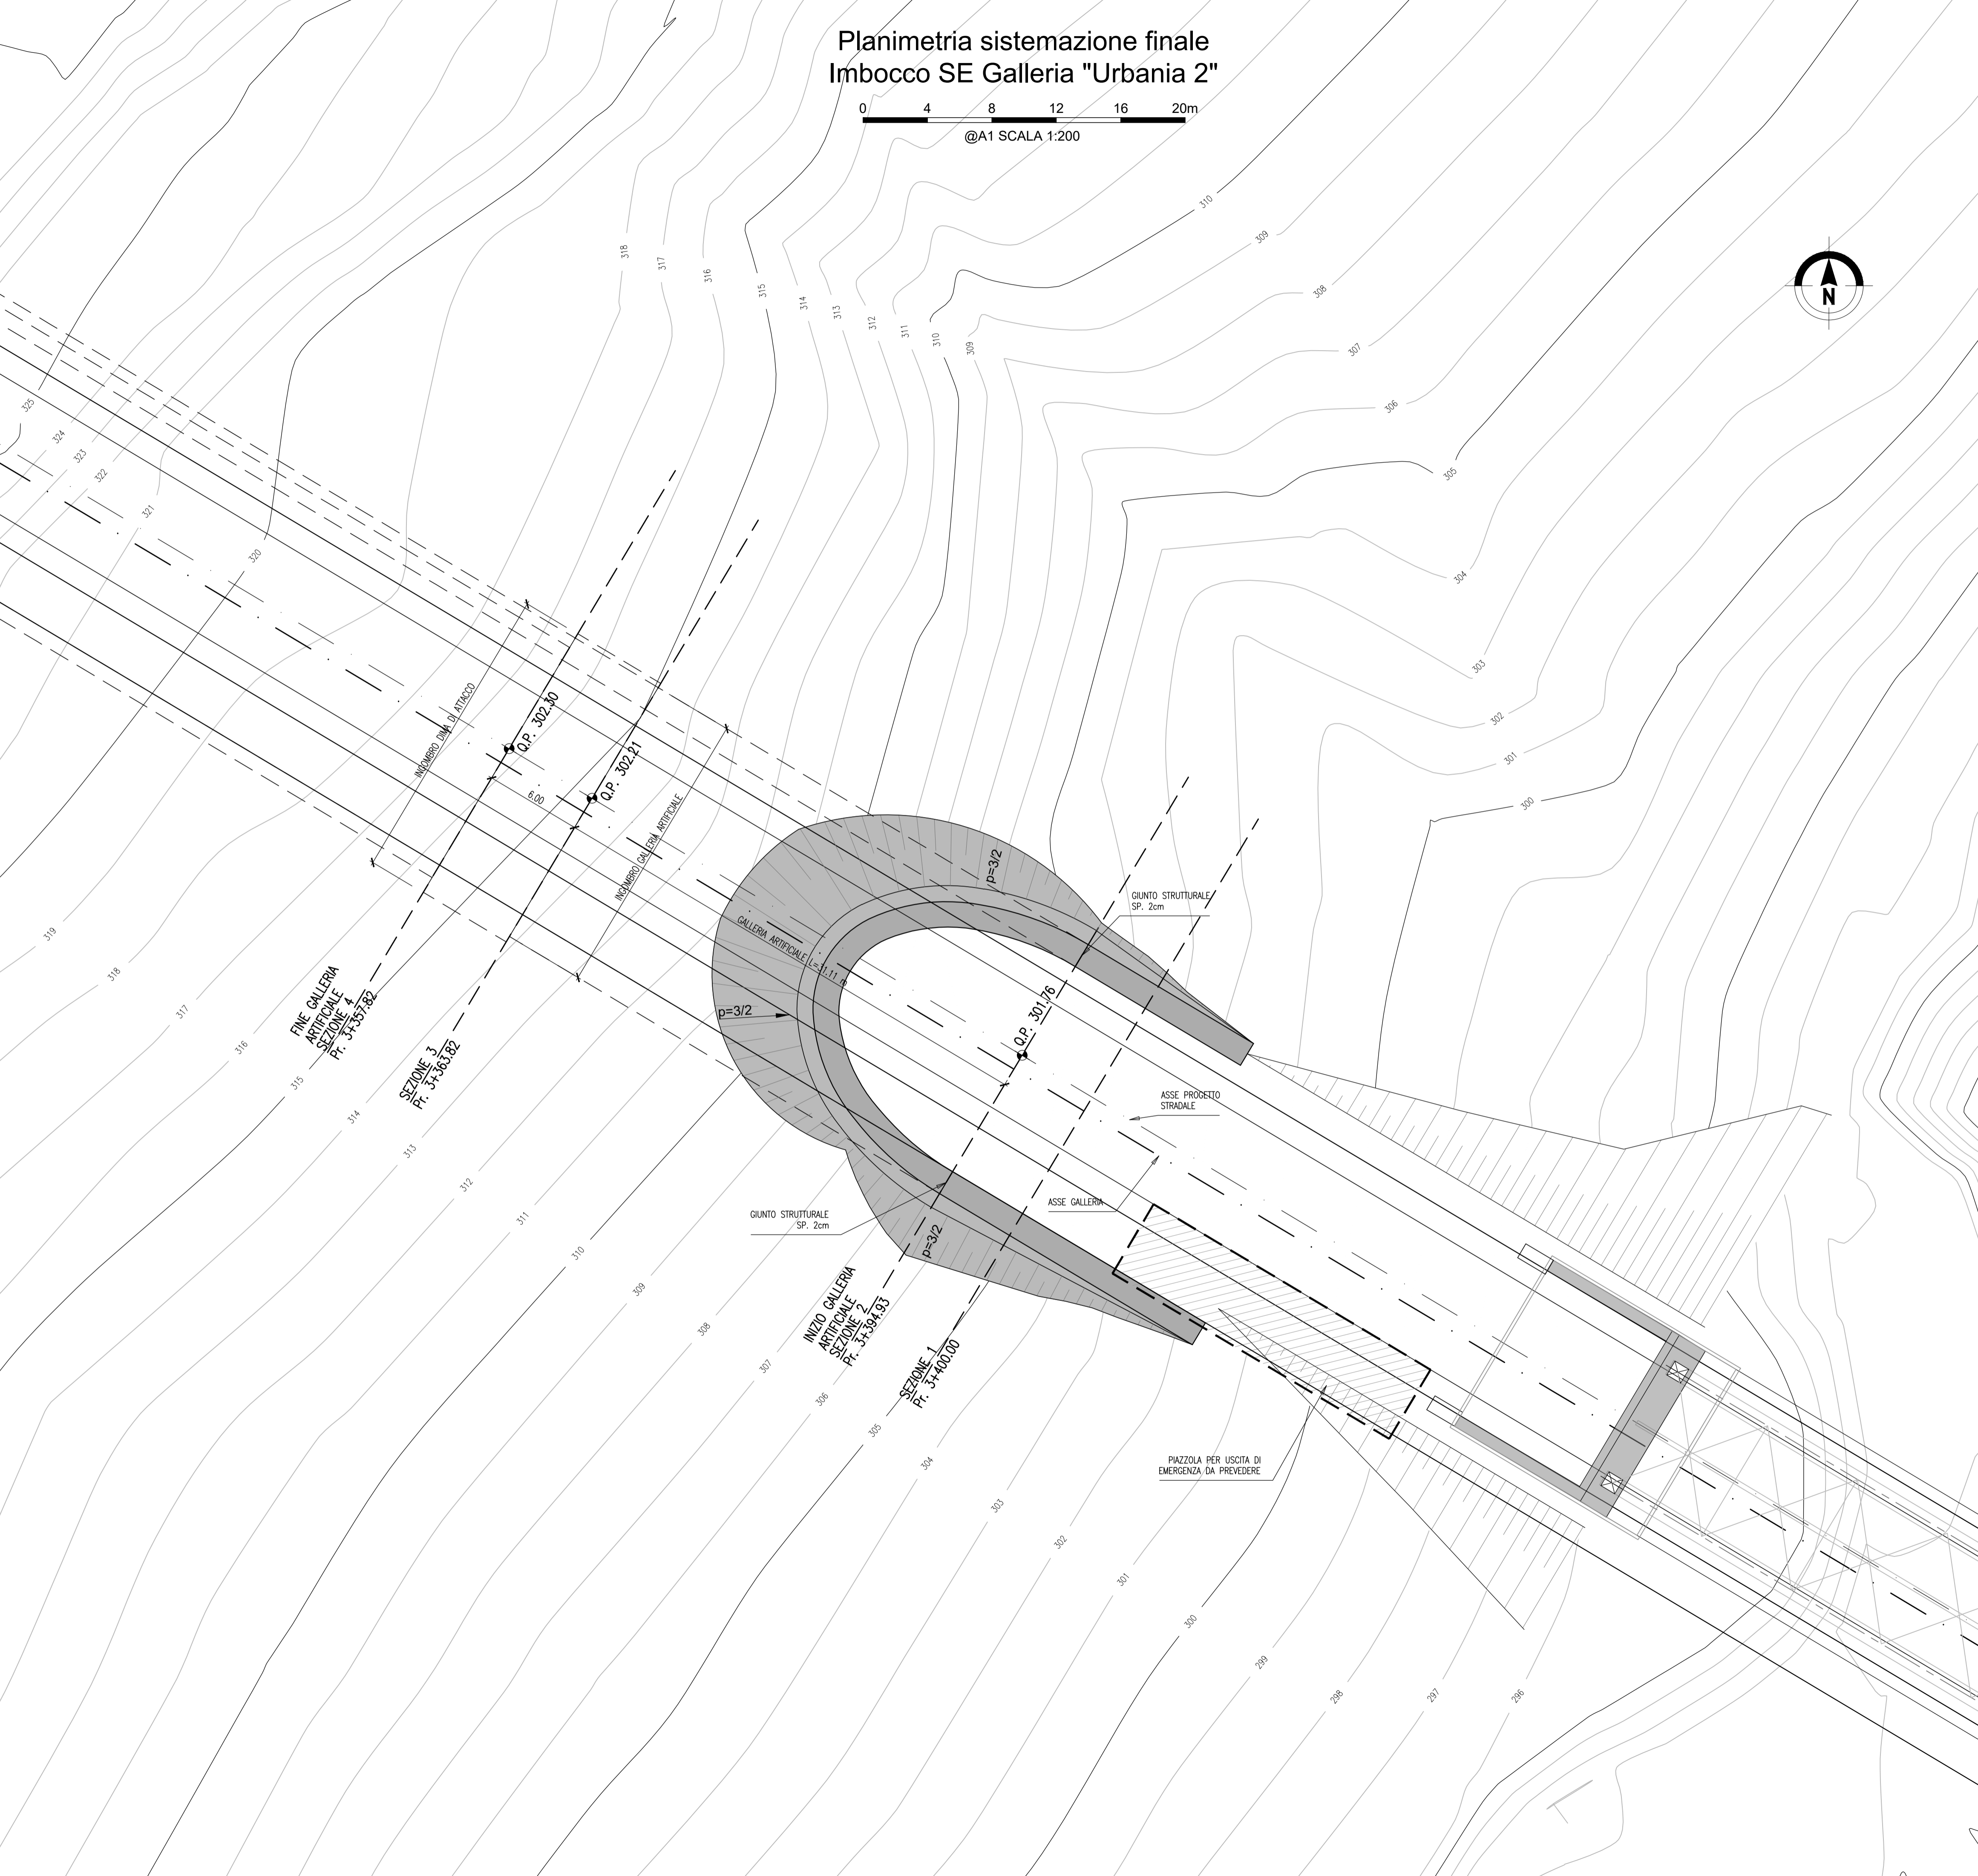 Planimetria sistemazione finale
Imbocco SE Galleria "Urbania 2"
0 4 8 12 16 20m
@A1 SCALA 1:200
N
310
309
308
307
306
305
304
303
302
301
300
318
317
316
315
314
313
312
311
310
309
325
324
323
322
321
320
319
318
317
316
315
314
313
312
311
310
309
308
307
306
305
304
303
302
301
300
299
298
297
296
INGOMBRO DIMA DI ATTACCO
Q.P. 302.30
6.00
Q.P. 302.21
INGOMBRO GALLERIA ARTIFICIALE
GALLERIA ARTIFICIALE L=31.11 m
p=3/2
p=3/2
p=3/2
GIUNTO STRUTTURALE
SP. 2cm
Q.P. 301.76
FINE GALLERIA
ARTIFICIALE
SEZIONE 4
Pr. 3+357.82
SEZIONE 3
Pr. 3+363.82
ASSE PROGETTO
STRADALE
ASSE GALLERIA
GIUNTO STRUTTURALE
SP. 2cm
INIZIO GALLERIA
ARTIFICIALE
SEZIONE 2
Pr. 3+394.93
SEZIONE 1
Pr. 3+400.00
PIAZZOLA PER USCITA DI
EMERGENZA DA PREVEDERE